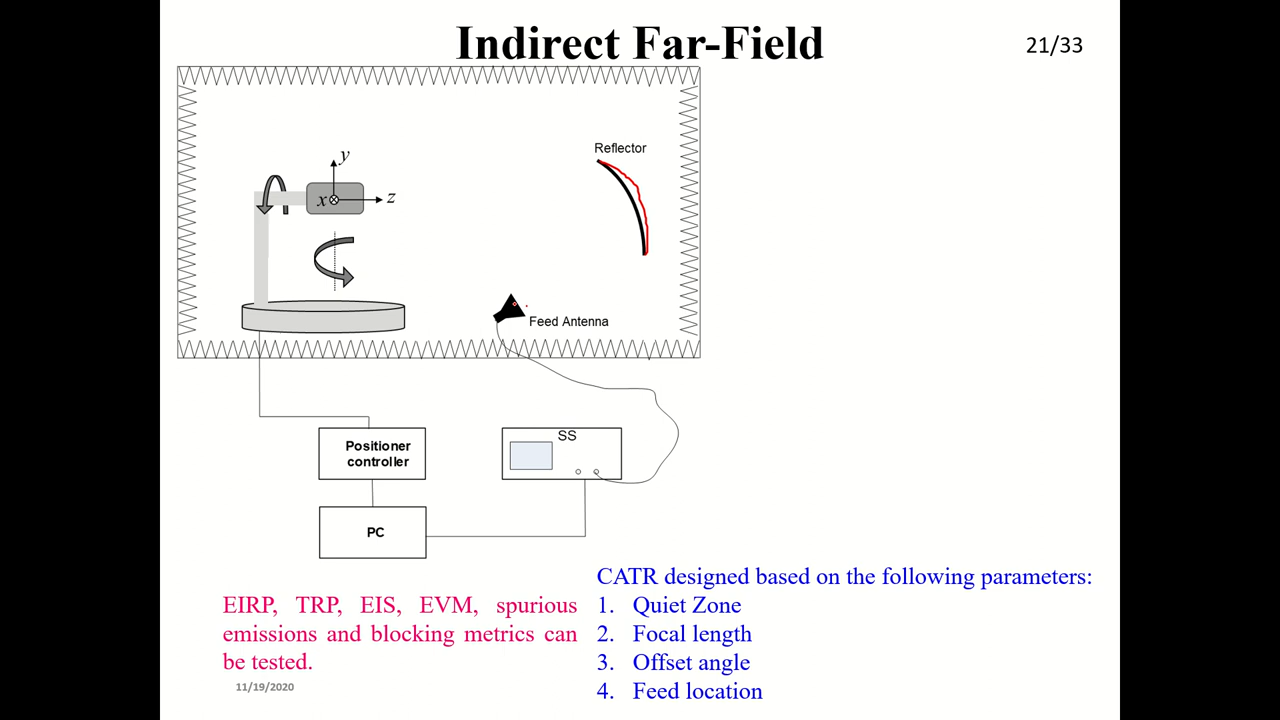 Indirect Far-Field
21/33
Reflector
y
x
z
Feed Antenna
Positioner
controller
SS
PC
EIRP, TRP, EIS, EVM, spurious
emissions and blocking metrics can
be tested.
CATR designed based on the following parameters:
1. Quiet Zone
2. Focal length
3. Offset angle
4. Feed location
11/19/2020